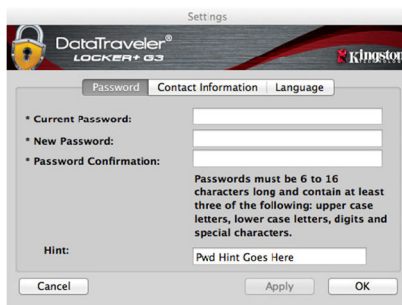 Settings
DataTraveler®
LOCKER+ G3
Kingston
TECHNOLOGY
Password Contact Information Language
* Current Password:
* New Password:
* Password Confirmation:
Passwords must be 6 to 16
characters long and contain at least
three of the following: upper case
letters, lower case letters, digits and
special characters.
Hint: Pwd Hint Goes Here
Cancel Apply OK